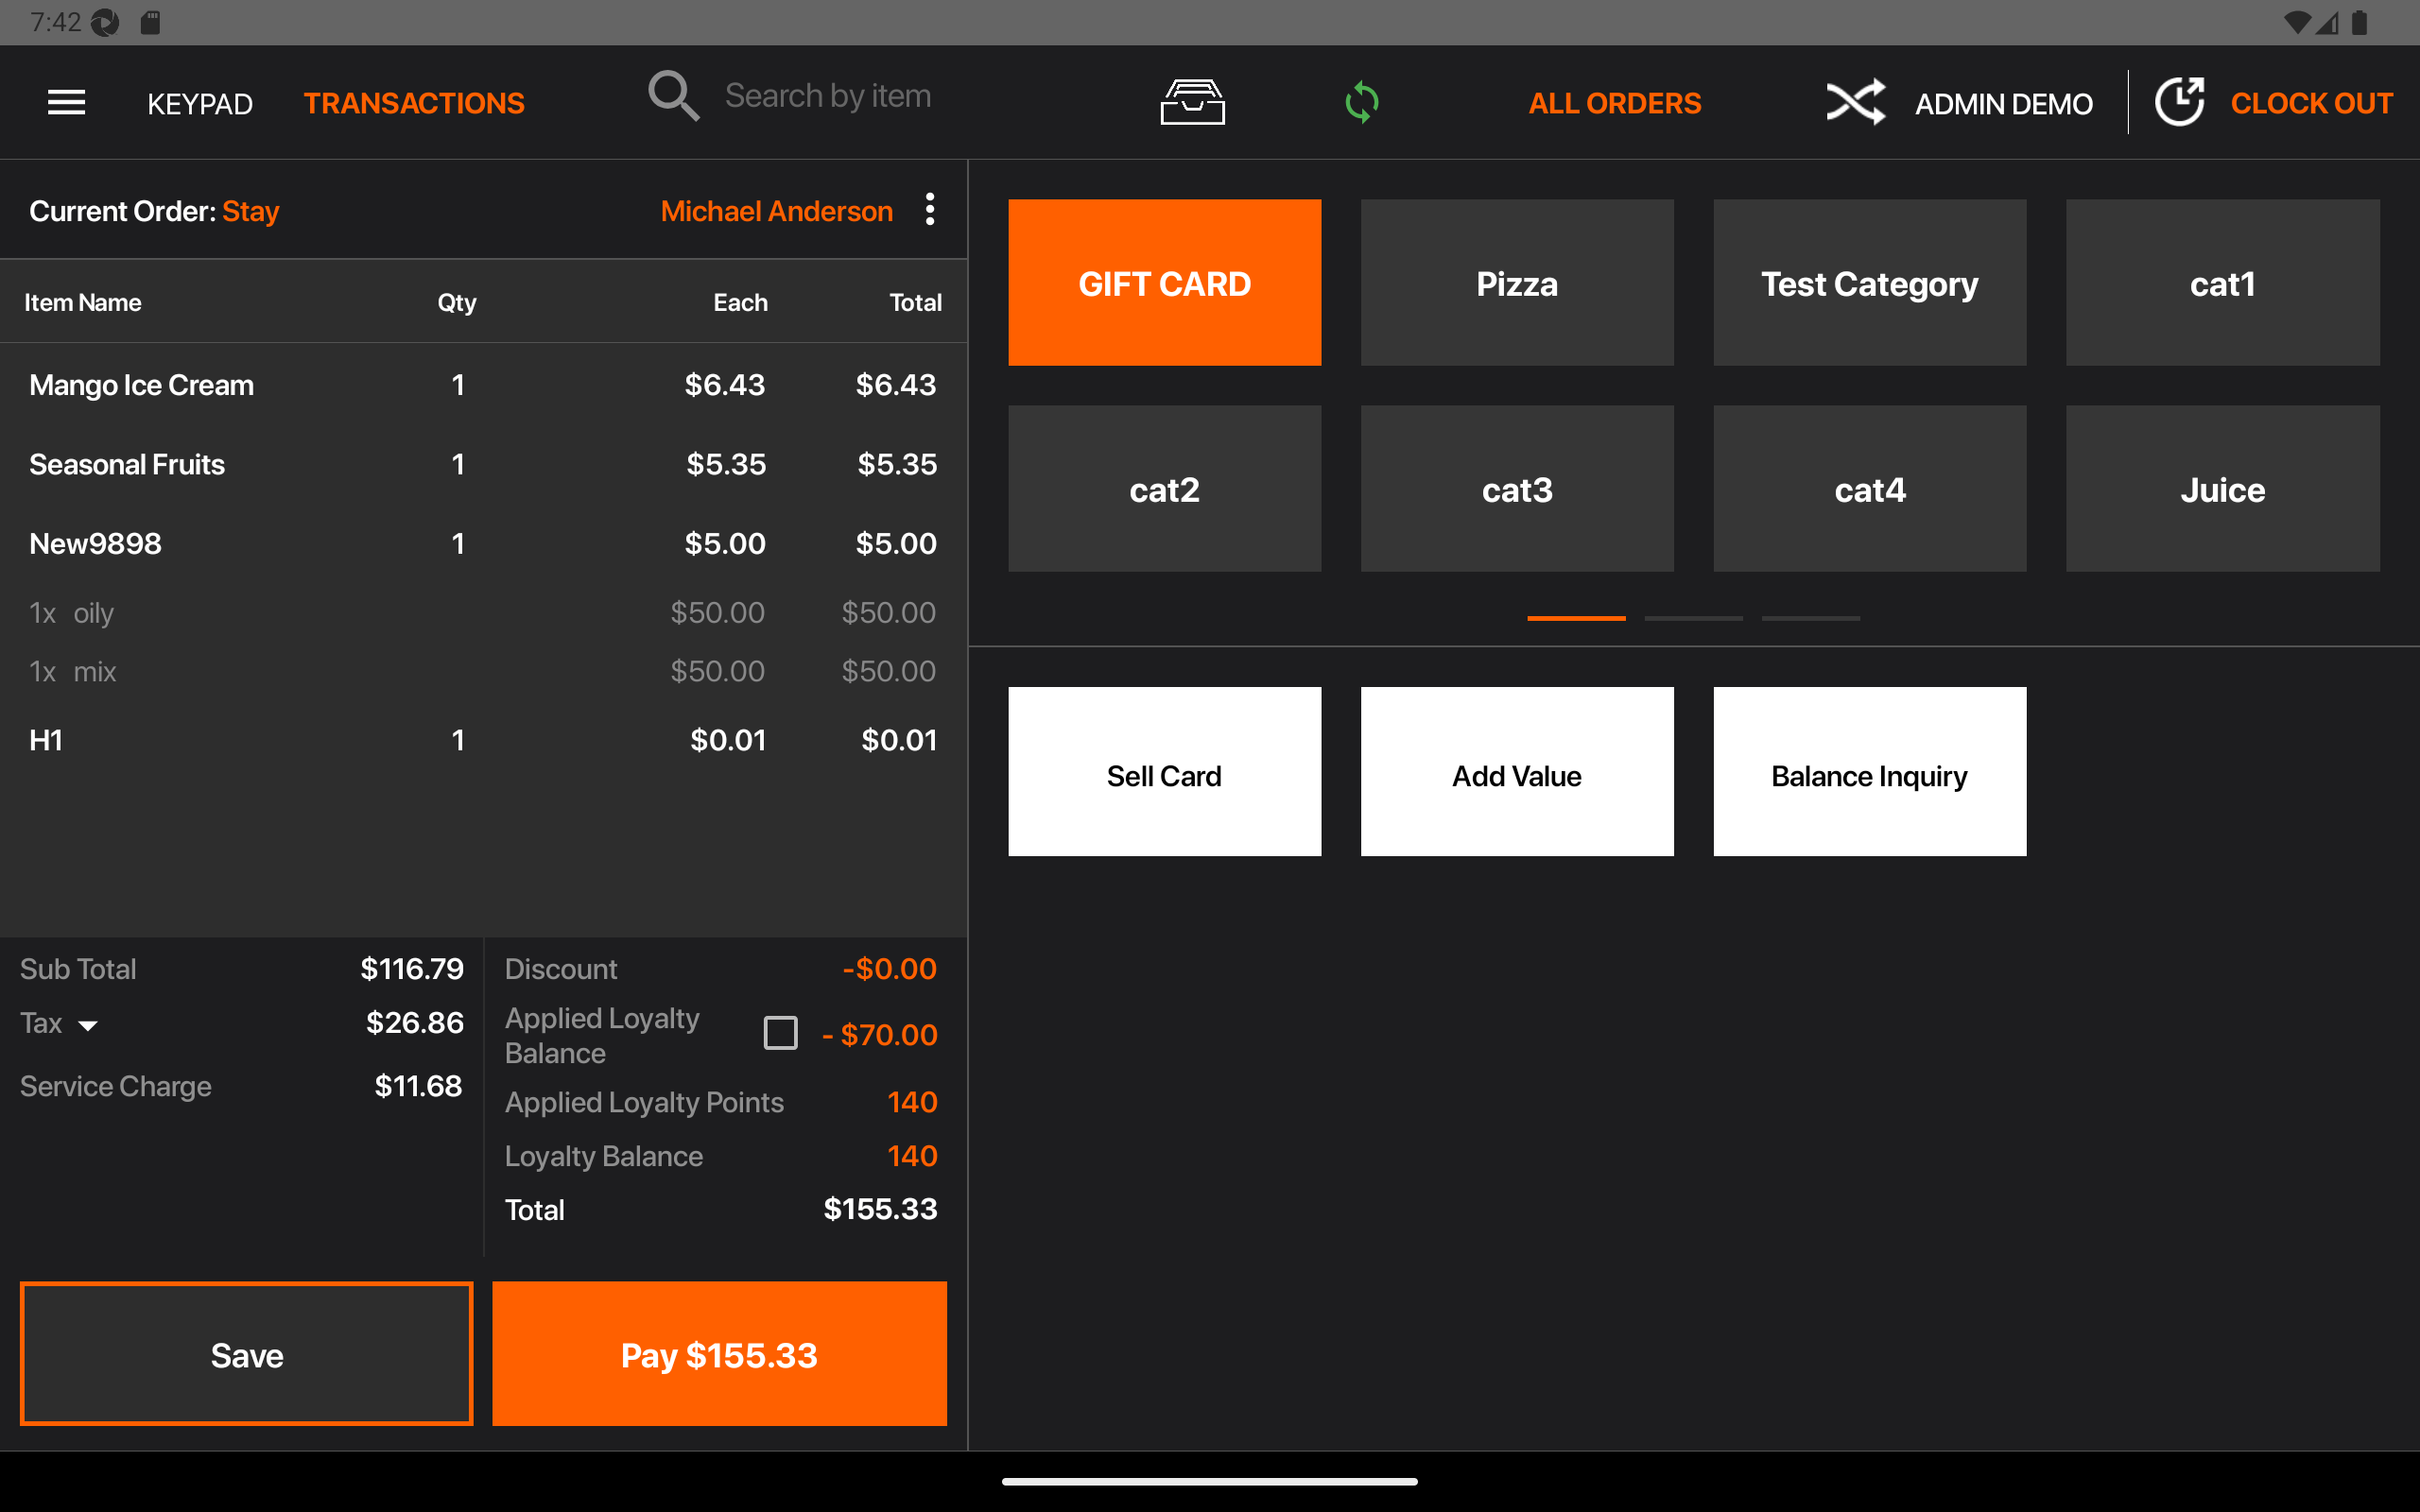 7:42
KEYPAD TRANSACTIONS Search by item ALL ORDERS ADMIN DEMO CLOCK OUT
Current Order: Stay Michael Anderson
Item Name Qty Each Total
Mango Ice Cream 1 $6.43 $6.43
Seasonal Fruits 1 $5.35 $5.35
New9898 1 $5.00 $5.00
1x oily $50.00 $50.00
1x mix $50.00 $50.00
H1 1 $0.01 $0.01
Sub Total $116.79
Tax $26.86
Service Charge $11.68
Discount -$0.00
Applied Loyalty
Balance - $70.00
Applied Loyalty Points 140
Loyalty Balance 140
Total $155.33
Save Pay $155.33
GIFT CARD Pizza Test Category cat1
cat2 cat3 cat4 Juice
Sell Card Add Value Balance Inquiry